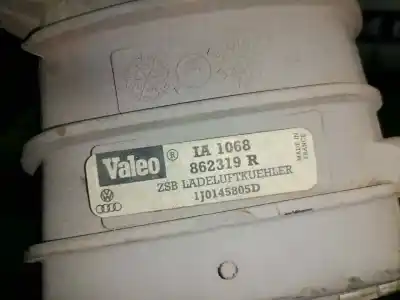 Valeo ® IA 1068
862319 R
ZSB LADELUFTKUEHLER
1J0145805D
MADE IN
FRANCE